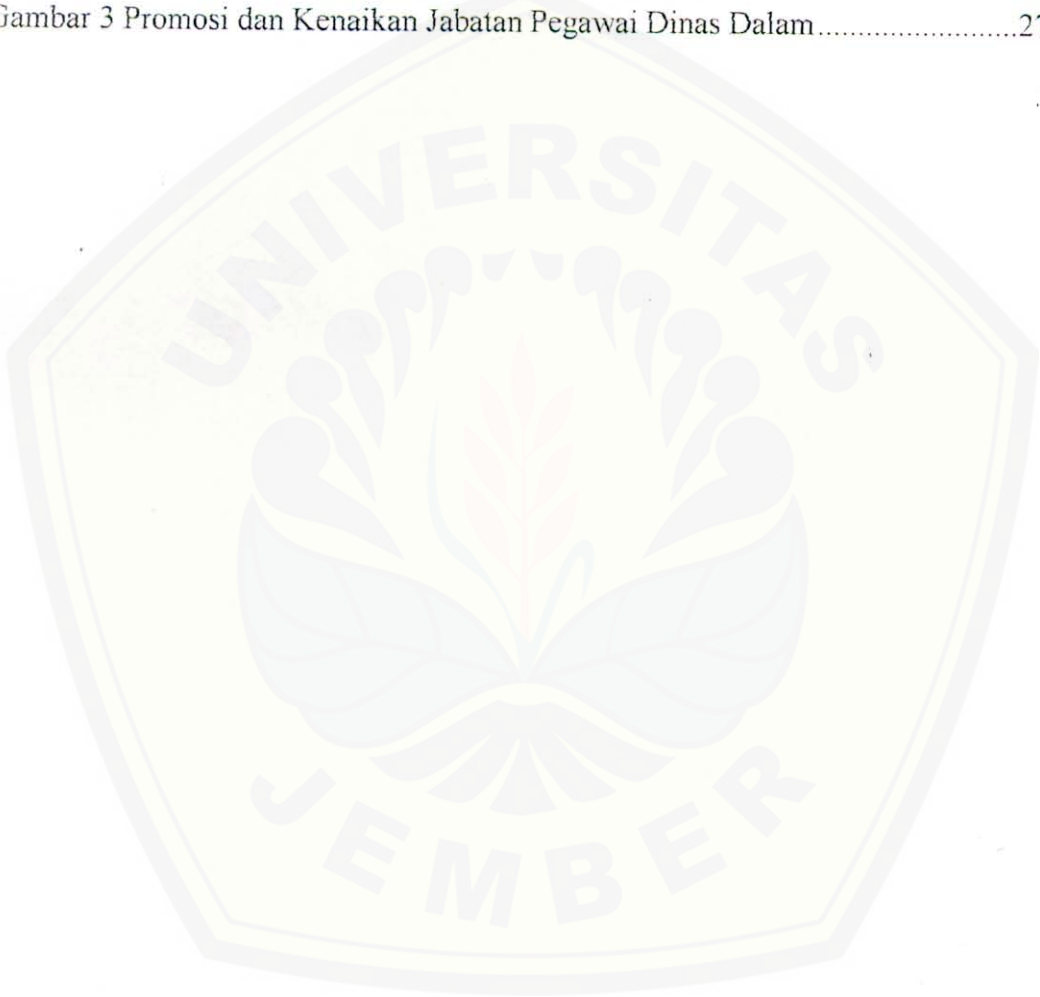 Gambar 3 Promosi dan Kenaikan Jabatan Pegawai Dinas Dalam.........................2
UNIVERSITAS
JEMBER